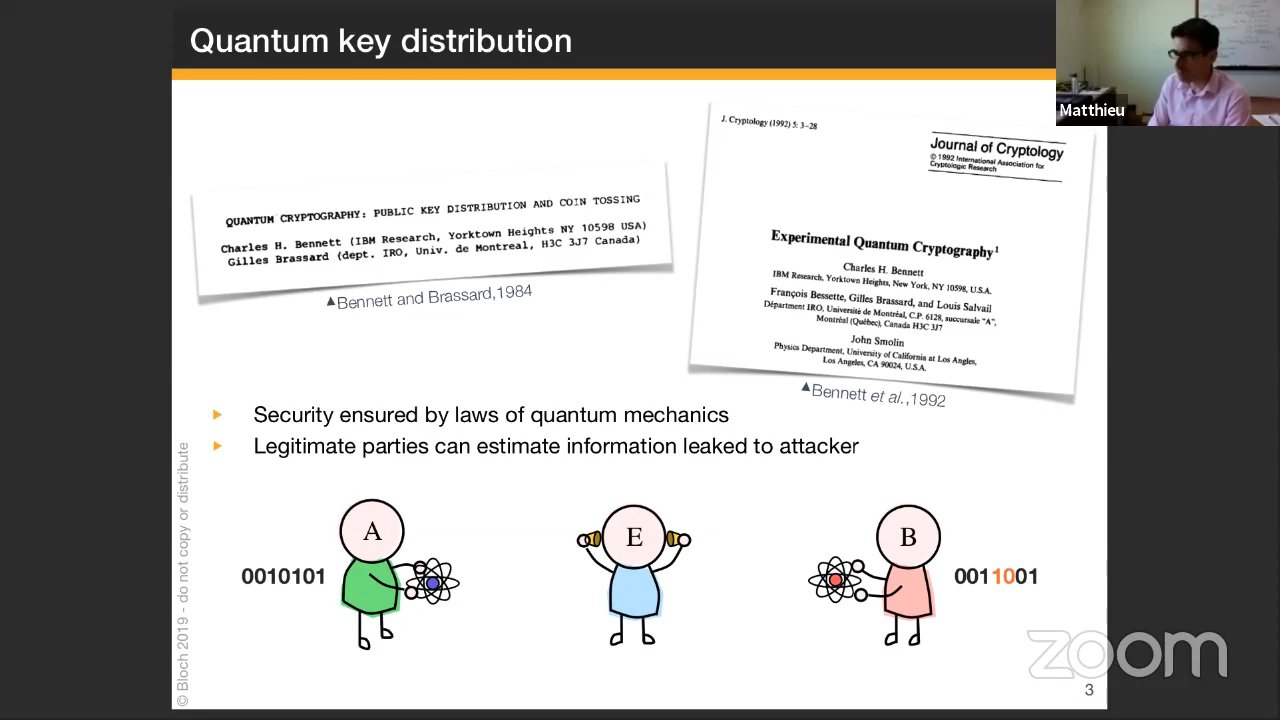 Quantum key distribution
Matthieu
J. Cryptology (1992) 5: 3–28
Journal of Cryptology
© 1992 International Association for
Cryptologic Research
QUANTUM CRYPTOGRAPHY: PUBLIC KEY DISTRIBUTION AND COIN TOSSING
Charles H. Bennett (IBM Research, Yorktown Heights NY 10598 USA)
Gilles Brassard (dept. IRO, Univ. de Montreal, H3C 3J7 Canada)
▲Bennett and Brassard,1984
Experimental Quantum Cryptography¹
Charles H. Bennett
IBM Research, Yorktown Heights, New York, NY 10598, U.S.A.
François Bessette, Gilles Brassard, and Louis Salvail
Départment IRO, Université de Montréal, C.P. 6128, succursale "A",
Montréal (Québec), Canada H3C 3J7
John Smolin
Physics Department, University of California at Los Angles,
Los Angeles, CA 90024, U.S.A.
▲Bennett et al.,1992
Security ensured by laws of quantum mechanics
Legitimate parties can estimate information leaked to attacker
A
E
B
0010101
0011001
© Bloch 2019 - do not copy or distribute
zoom
3